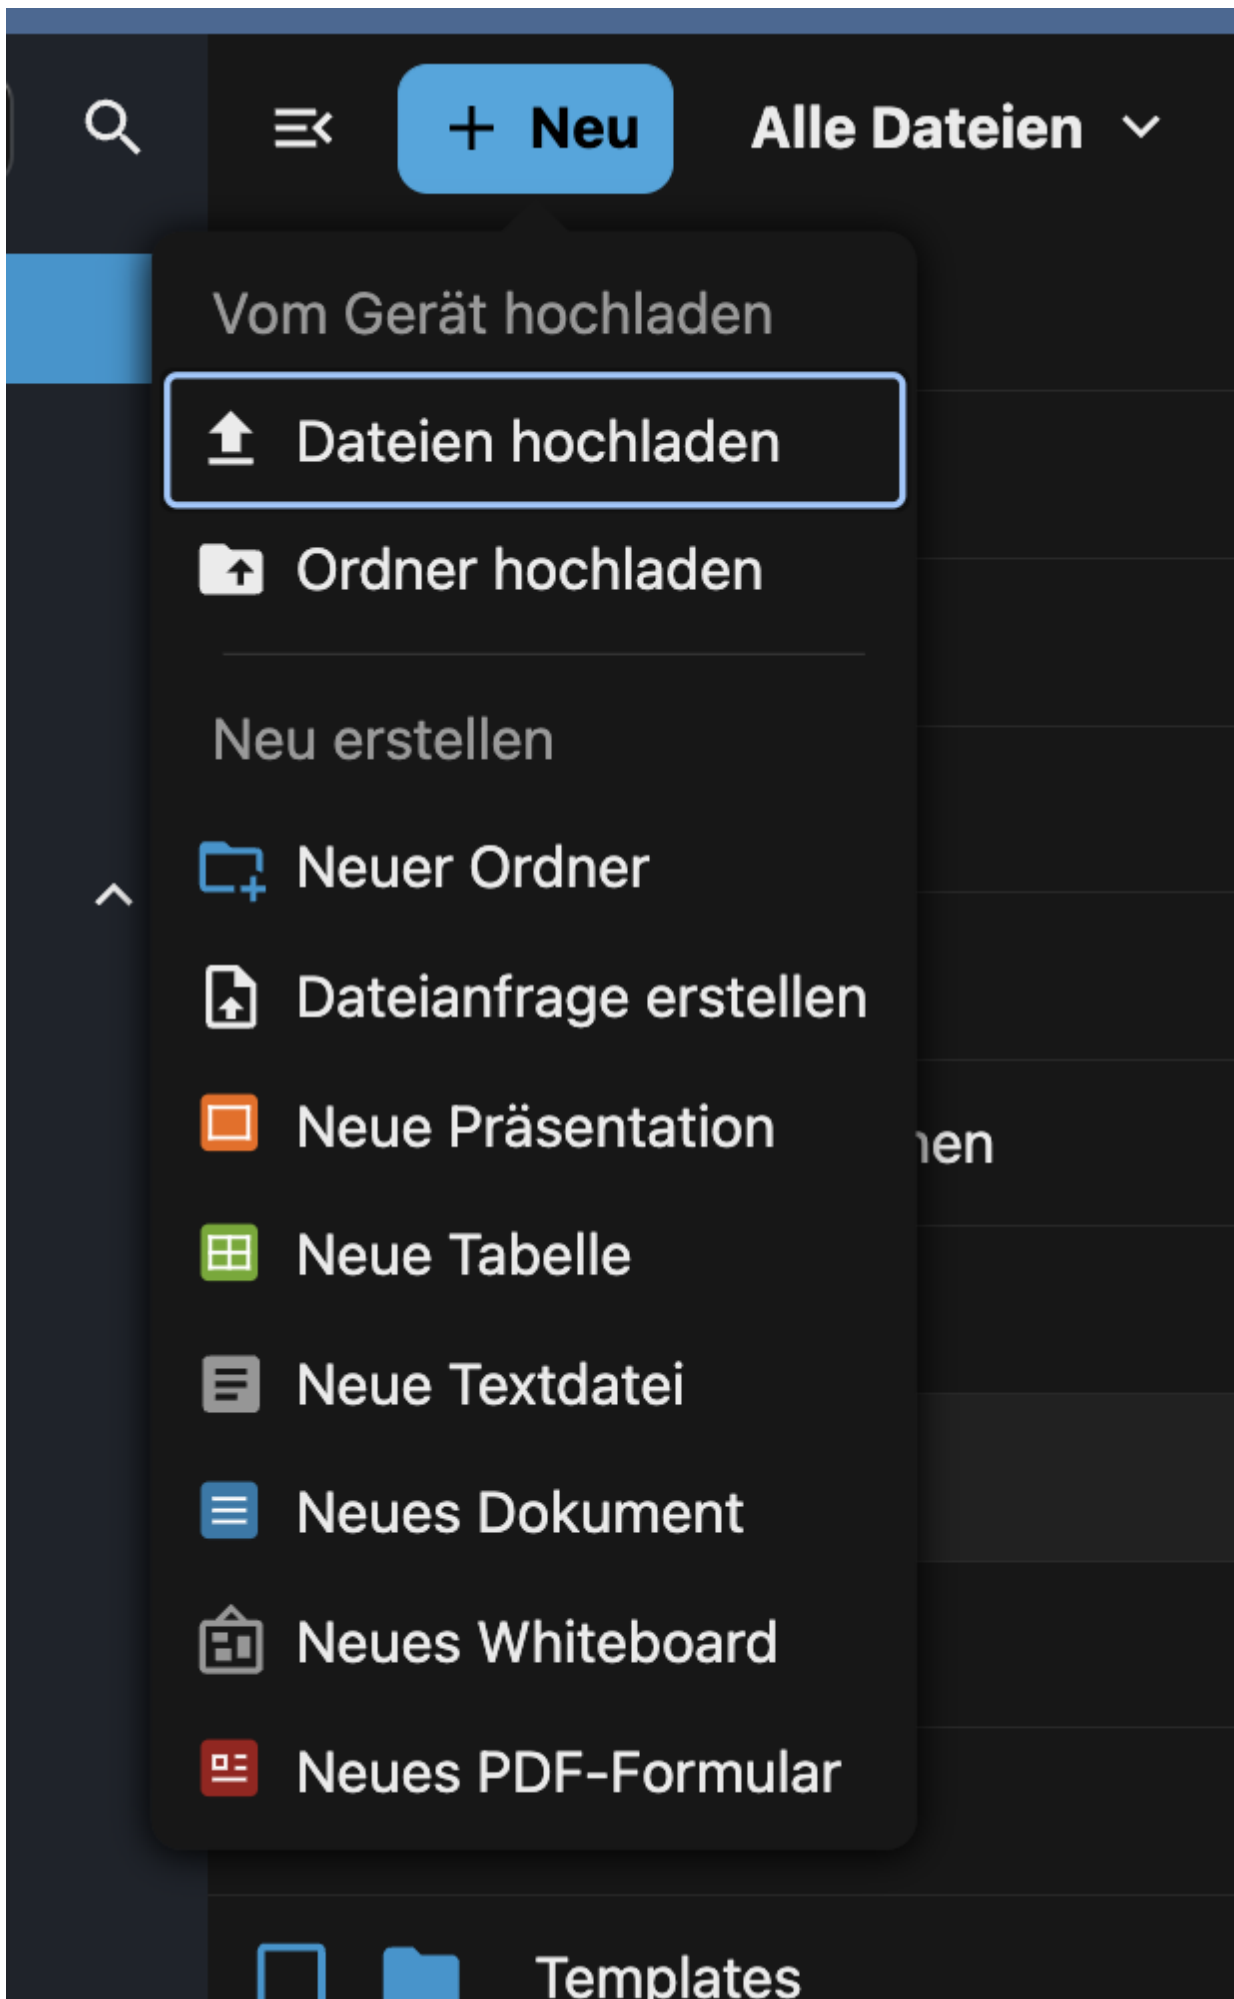 + Neu
Alle Dateien
Vom Gerät hochladen
Dateien hochladen
Ordner hochladen
Neu erstellen
Neuer Ordner
Dateianfrage erstellen
Neue Präsentation
Neue Tabelle
Neue Textdatei
Neues Dokument
Neues Whiteboard
Neues PDF-Formular
Templates